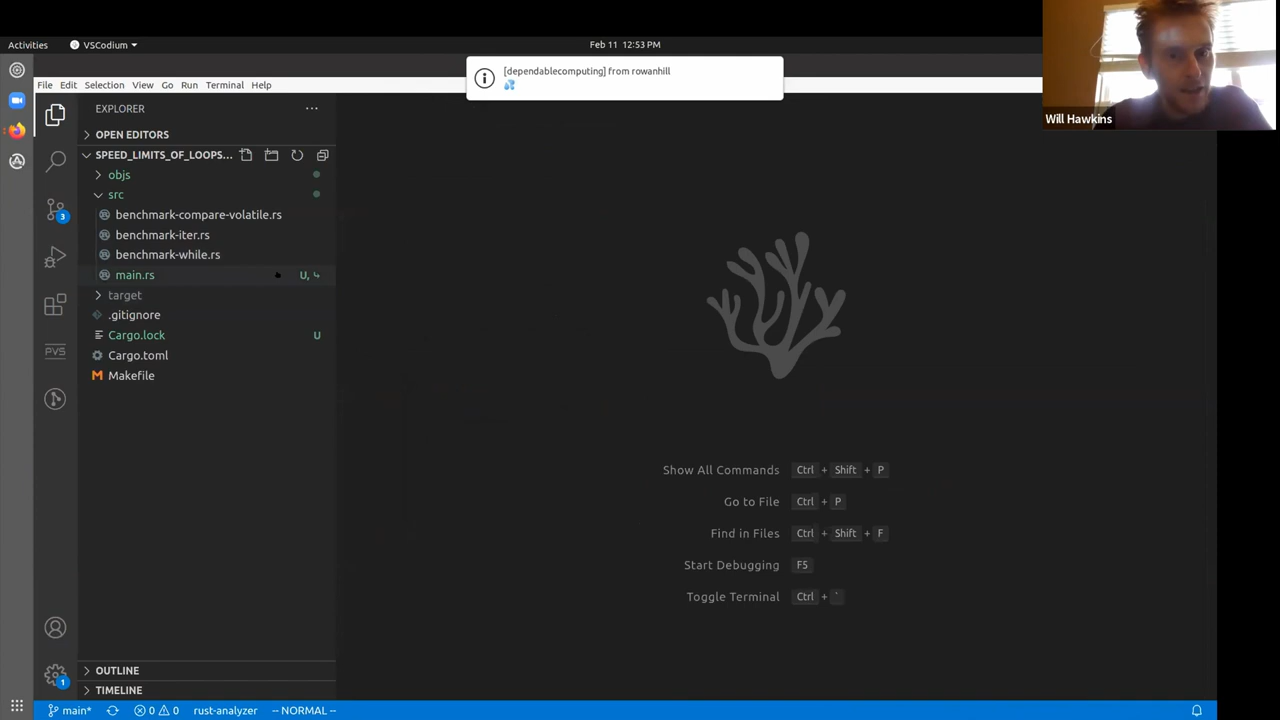 Activities
VSCodium
Feb 11 12:53 PM
[dependablecomputing] from rowanhill
File Edit Selection View Go Run Terminal Help
Will Hawkins
EXPLORER
OPEN EDITORS
SPEED_LIMITS_OF_LOOPS...
objs
src
3
benchmark-compare-volatile.rs
benchmark-iter.rs
benchmark-while.rs
main.rs U,
target
.gitignore
Cargo.lock U
PVS
Cargo.toml
Makefile
Show All Commands Ctrl + Shift + P
Go to File Ctrl + P
Find in Files Ctrl + Shift + F
Start Debugging F5
Toggle Terminal Ctrl + `
OUTLINE
1
TIMELINE
main* 0 0 rust-analyzer -- NORMAL --